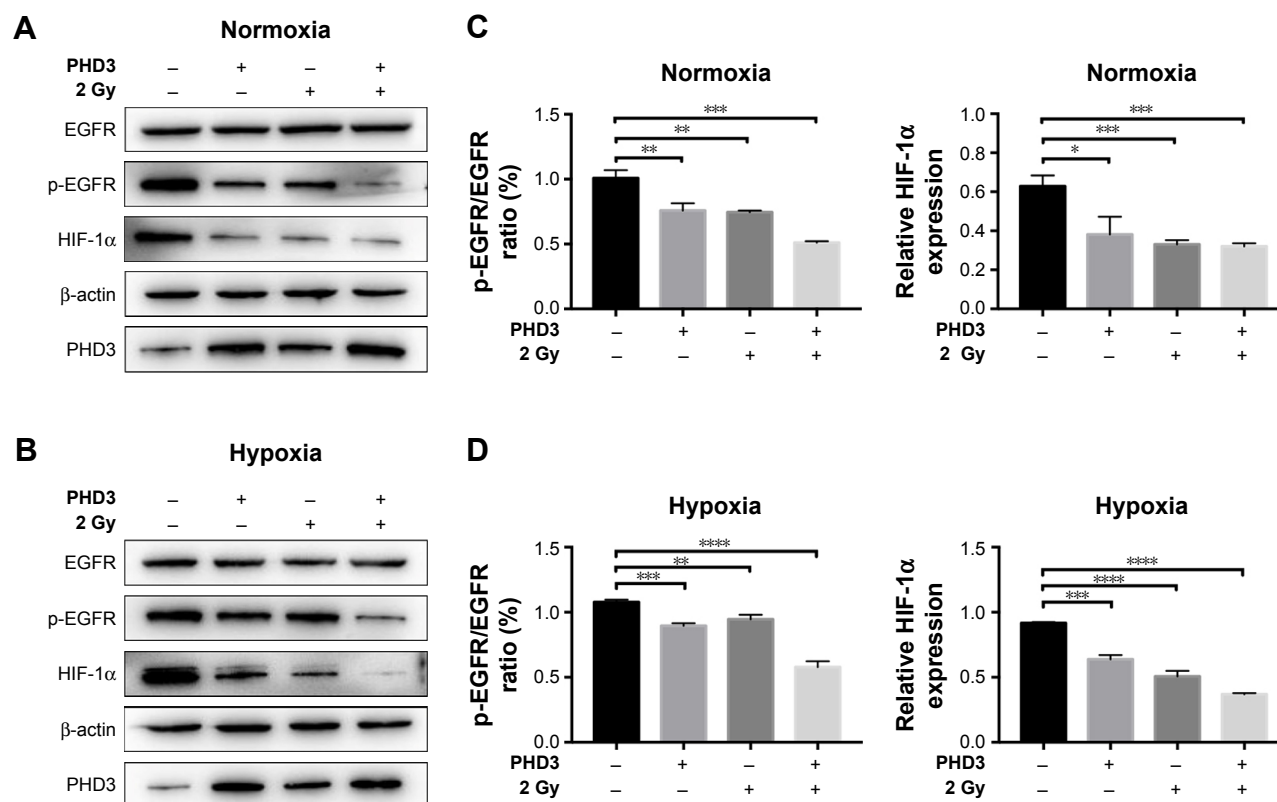 A
Normoxia
PHD3 – + – +
2 Gy – – + +
EGFR
p-EGFR
HIF-1α
β-actin
PHD3
B
Hypoxia
PHD3 – + – +
2 Gy – – + +
EGFR
p-EGFR
HIF-1α
β-actin
PHD3
C
Normoxia
p-EGFR/EGFR
ratio (%)
1.5
1.0
0.5
0.0
***
**
**
PHD3 – + – +
2 Gy – – + +
Normoxia
Relative HIF-1α
expression
1.0
0.8
0.6
0.4
0.2
0.0
***
***
*
PHD3 – + – +
2 Gy – – + +
D
Hypoxia
p-EGFR/EGFR
ratio (%)
1.5
1.0
0.5
0.0
****
**
***
PHD3 – + – +
2 Gy – – + +
Hypoxia
Relative HIF-1α
expression
1.5
1.0
0.5
0.0
****
****
***
PHD3 – + – +
2 Gy – – + +